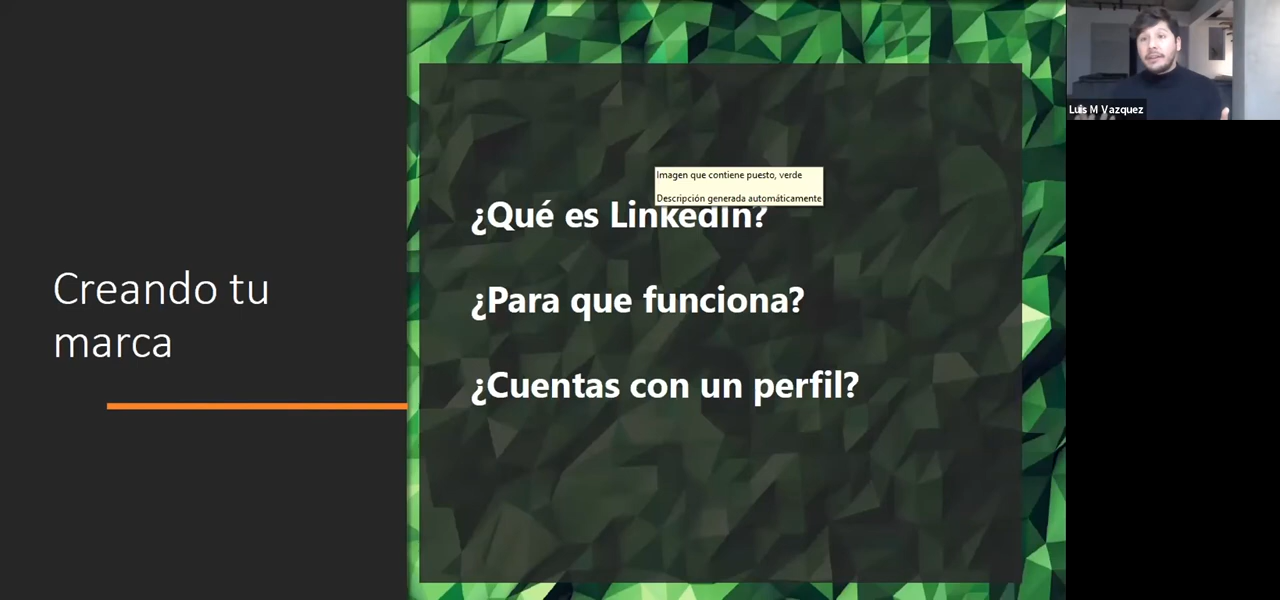 Creando tu
marca
Imagen que contiene puesto, verde
Descripción generada automáticamente
¿Qué es LinkedIn?
¿Para que funciona?
¿Cuentas con un perfil?
Luis M Vazquez